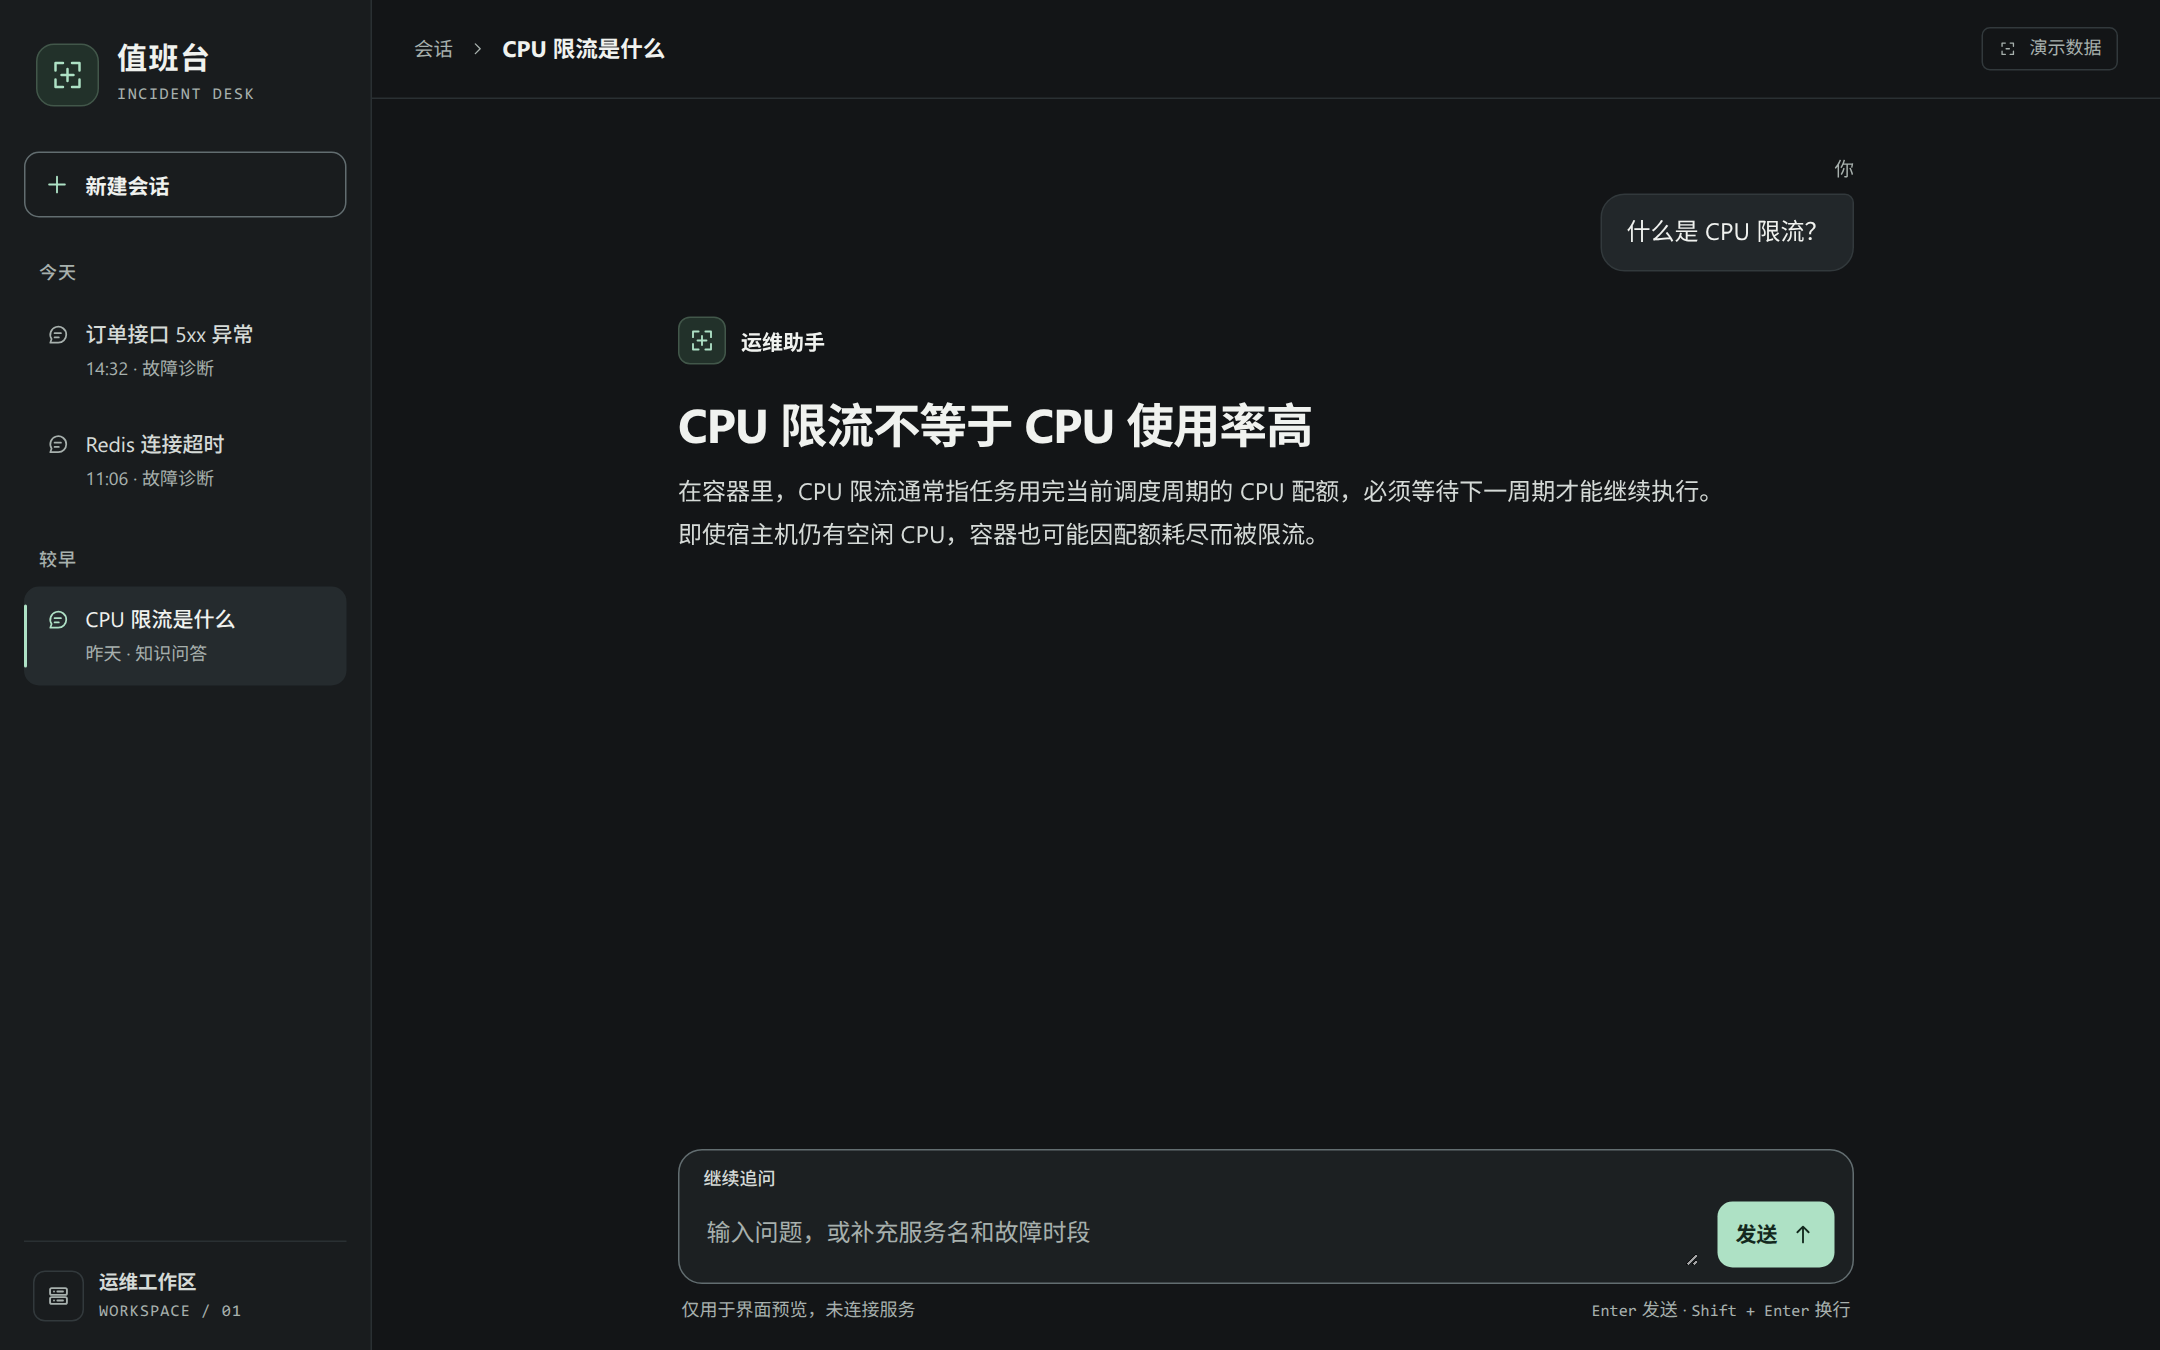 值班台
INCIDENT DESK
新建会话
今天
订单接口 5xx 异常
14:32 · 故障诊断
Redis 连接超时
11:06 · 故障诊断
较早
CPU 限流是什么
昨天 · 知识问答
运维工作区
WORKSPACE / 01
会话 > CPU 限流是什么
演示数据
你
什么是 CPU 限流？
运维助手
CPU 限流不等于 CPU 使用率高
在容器里，CPU 限流通常指任务用完当前调度周期的 CPU 配额，必须等待下一周期才能继续执行。
即使宿主机仍有空闲 CPU，容器也可能因配额耗尽而被限流。
继续追问
输入问题，或补充服务名和故障时段
发送
仅用于界面预览，未连接服务
Enter 发送 · Shift + Enter 换行